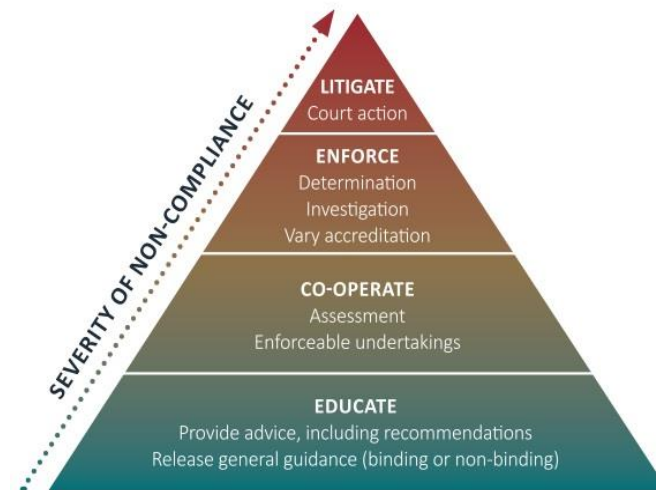 LITIGATE
Court action
ENFORCE
Determination
Investigation
Vary accreditation
CO-OPERATE
Assessment
Enforceable undertakings
EDUCATE
Provide advice, including recommendations
Release general guidance (binding or non-binding)
SEVERITY OF NON-COMPLIANCE